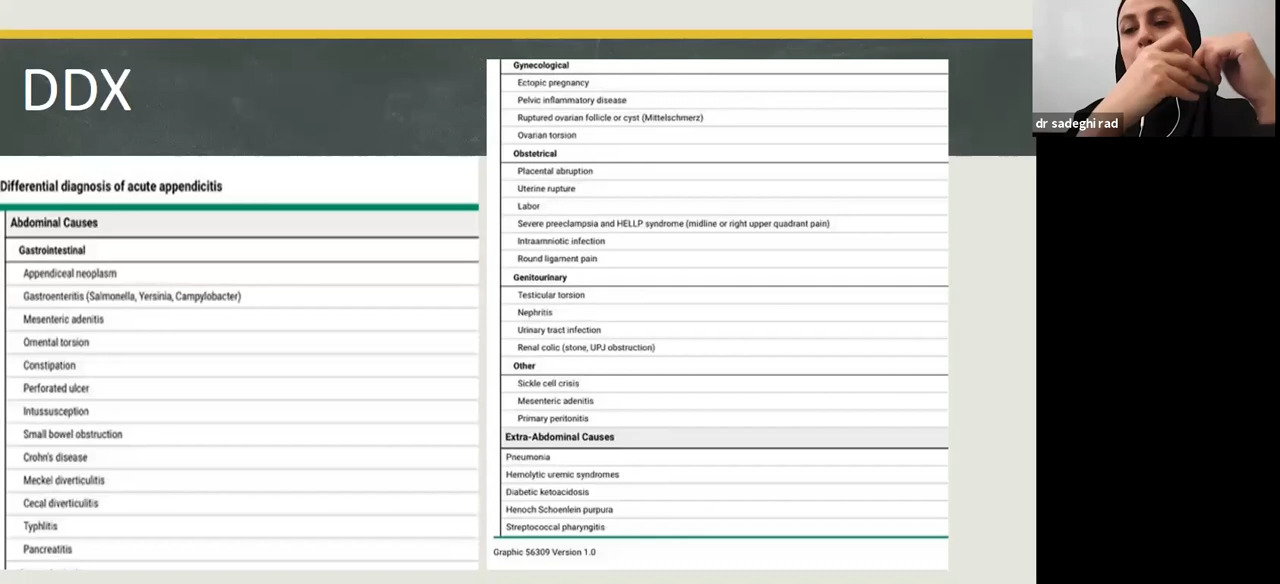 DDX
Differential diagnosis of acute appendicitis
Abdominal Causes
Gastrointestinal
Appendiceal neoplasm
Gastroenteritis (Salmonella, Yersinia, Campylobacter)
Mesenteric adenitis
Omental torsion
Constipation
Perforated ulcer
Intussusception
Small bowel obstruction
Crohn's disease
Meckel diverticulitis
Cecal diverticulitis
Typhlitis
Pancreatitis
Gynecological
Ectopic pregnancy
Pelvic inflammatory disease
Ruptured ovarian follicle or cyst (Mittelschmerz)
Ovarian torsion
Obstetrical
Placental abruption
Uterine rupture
Labor
Severe preeclampsia and HELLP syndrome (midline or right upper quadrant pain)
Intraamniotic infection
Round ligament pain
Genitourinary
Testicular torsion
Nephritis
Urinary tract infection
Renal colic (stone, UPJ obstruction)
Other
Sickle cell crisis
Mesenteric adenitis
Primary peritonitis
Extra-Abdominal Causes
Pneumonia
Hemolytic uremic syndromes
Diabetic ketoacidosis
Henoch Schoenlein purpura
Streptococcal pharyngitis
Graphic 56309 Version 1.0
dr sadeghi rad